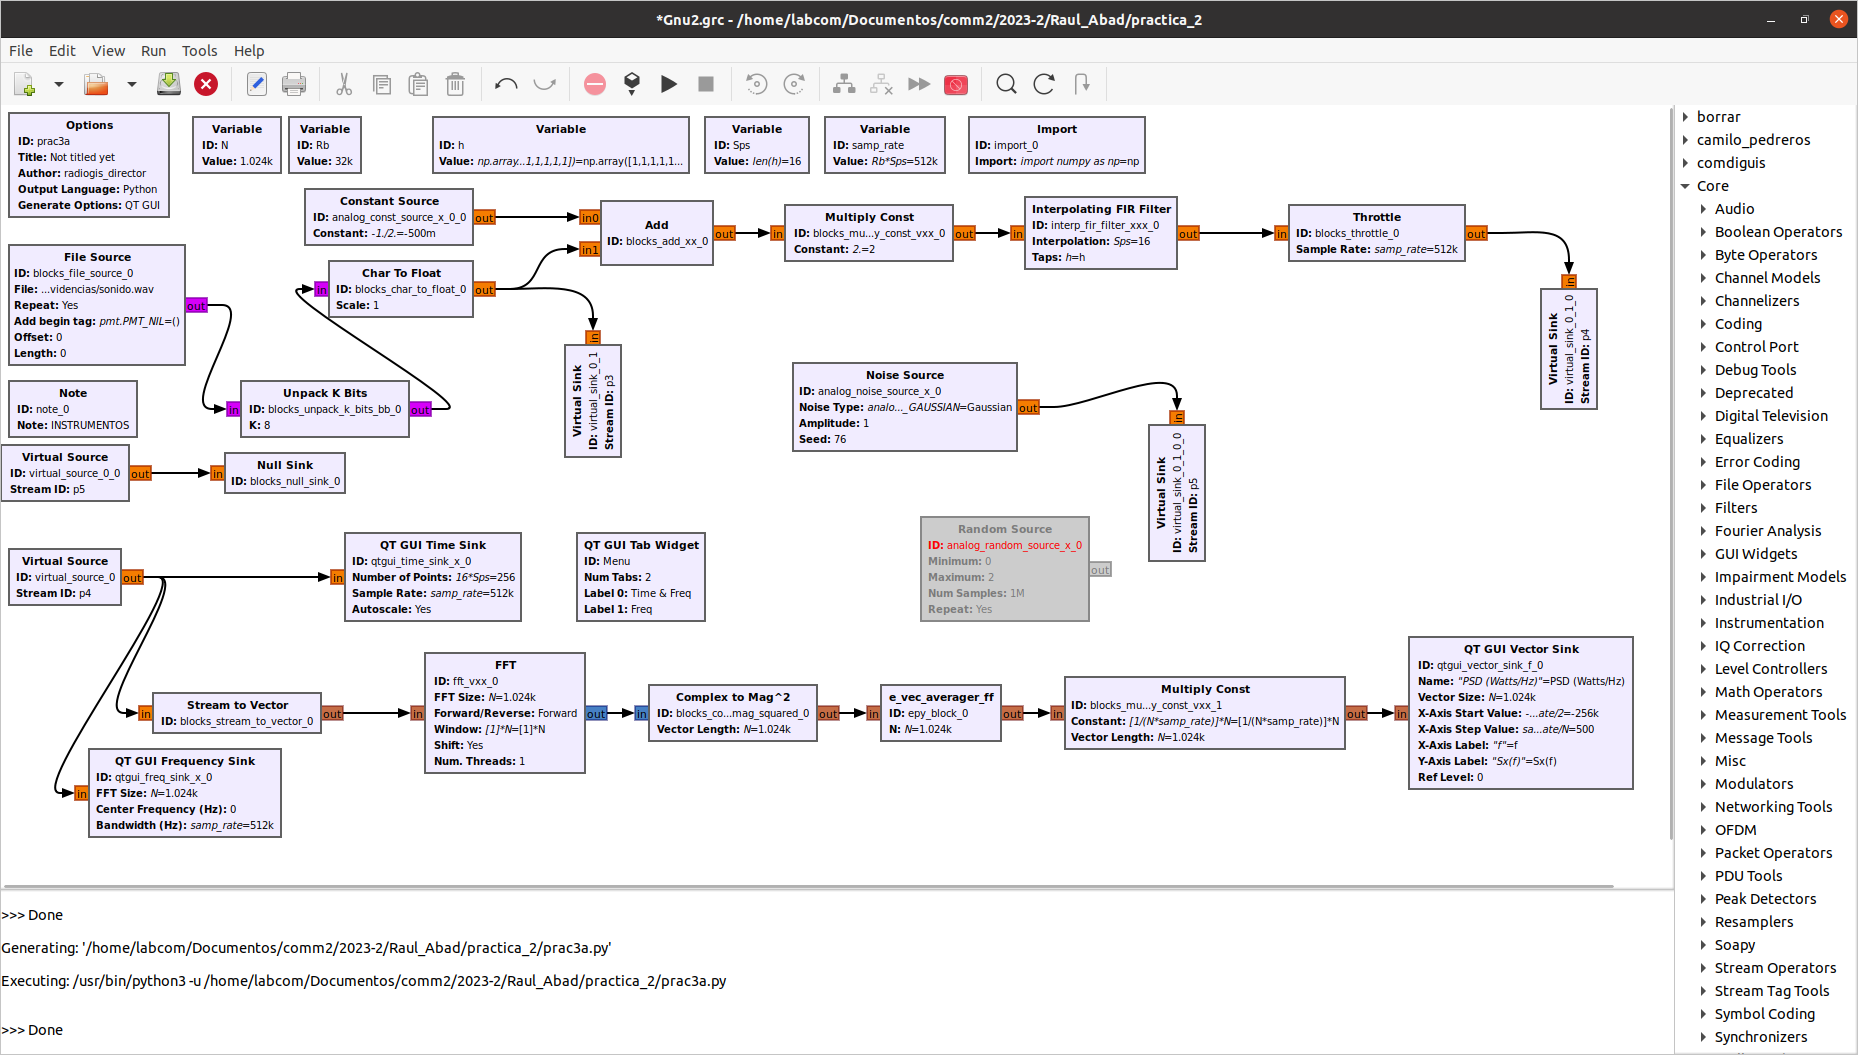 *Gnu2.grc - /home/labcom/Documentos/comm2/2023-2/Raul_Abad/practica_2
File Edit View Run Tools Help
Options
ID: prac3a
Title: Not titled yet
Author: radiogis_director
Output Language: Python
Generate Options: QT GUI
Variable
ID: N
Value: 1.024k
Variable
ID: Rb
Value: 32k
Variable
ID: h
Value: np.array...1,1,1,1,1])=np.array([1,1,1,1,1...
Variable
ID: Sps
Value: len(h)=16
Variable
ID: samp_rate
Value: Rb*Sps=512k
Import
ID: import_0
Import: import numpy as np=np
Constant Source
ID: analog_const_source_x_0_0
Constant: -1./2.=-500m
out
in0
in1
Add
ID: blocks_add_xx_0
out
in
Multiply Const
ID: blocks_mu...y_const_vxx_0
Constant: 2.=2
out
in
Interpolating FIR Filter
ID: interp_fir_filter_xxx_0
Interpolation: Sps=16
Taps: h=h
out
in
Throttle
ID: blocks_throttle_0
Sample Rate: samp_rate=512k
out
in
Virtual Sink
ID: virtual_sink_0_1_0
Stream ID: p4
File Source
ID: blocks_file_source_0
File: ...videncias/sonido.wav
Repeat: Yes
Add begin tag: pmt.PMT_NIL=()
Offset: 0
Length: 0
out
in
Char To Float
ID: blocks_char_to_float_0
Scale: 1
out
in
Virtual Sink
ID: virtual_sink_0_1
Stream ID: p3
Note
ID: note_0
Note: INSTRUMENTOS
in
Unpack K Bits
ID: blocks_unpack_k_bits_bb_0
K: 8
out
Noise Source
ID: analog_noise_source_x_0
Noise Type: analo..._GAUSSIAN=Gaussian
Amplitude: 1
Seed: 76
out
in
Virtual Sink
ID: virtual_sink_0_1_0_0
Stream ID: p5
Virtual Source
ID: virtual_source_0_0
Stream ID: p5
out
in
Null Sink
ID: blocks_null_sink_0
Random Source
ID: analog_random_source_x_0
Minimum: 0
Maximum: 2
Num Samples: 1M
Repeat: Yes
out
Virtual Source
ID: virtual_source_0
Stream ID: p4
out
in
QT GUI Time Sink
ID: qtgui_time_sink_x_0
Number of Points: 16*Sps=256
Sample Rate: samp_rate=512k
Autoscale: Yes
QT GUI Tab Widget
ID: Menu
Num Tabs: 2
Label 0: Time & Freq
Label 1: Freq
in
Stream to Vector
ID: blocks_stream_to_vector_0
out
in
FFT
ID: fft_vxx_0
FFT Size: N=1.024k
Forward/Reverse: Forward
Window: [1]*N=[1]*N
Shift: Yes
Num. Threads: 1
out
in
Complex to Mag^2
ID: blocks_co...mag_squared_0
Vector Length: N=1.024k
out
in
e_vec_averager_ff
ID: epy_block_0
N: N=1.024k
out
in
Multiply Const
ID: blocks_mu...y_const_vxx_1
Constant: [1/(N*samp_rate)]*N=[1/(N*samp_rate)]*N
Vector Length: N=1.024k
out
in
QT GUI Vector Sink
ID: qtgui_vector_sink_f_0
Name: "PSD (Watts/Hz)"=PSD (Watts/Hz)
Vector Size: N=1.024k
X-Axis Start Value: -...ate/2=-256k
X-Axis Step Value: sa...ate/N=500
X-Axis Label: "f"=f
Y-Axis Label: "Sx(f)"=Sx(f)
Ref Level: 0
in
QT GUI Frequency Sink
ID: qtgui_freq_sink_x_0
FFT Size: N=1.024k
Center Frequency (Hz): 0
Bandwidth (Hz): samp_rate=512k
>>> Done
Generating: '/home/labcom/Documentos/comm2/2023-2/Raul_Abad/practica_2/prac3a.py'
Executing: /usr/bin/python3 -u /home/labcom/Documentos/comm2/2023-2/Raul_Abad/practica_2/prac3a.py
>>> Done
borrar
camilo_pedreros
comdiguis
Core
Audio
Boolean Operators
Byte Operators
Channel Models
Channelizers
Coding
Control Port
Debug Tools
Deprecated
Digital Television
Equalizers
Error Coding
File Operators
Filters
Fourier Analysis
GUI Widgets
Impairment Models
Industrial I/O
Instrumentation
IQ Correction
Level Controllers
Math Operators
Measurement Tools
Message Tools
Misc
Modulators
Networking Tools
OFDM
Packet Operators
PDU Tools
Peak Detectors
Resamplers
Soapy
Stream Operators
Stream Tag Tools
Symbol Coding
Synchronizers